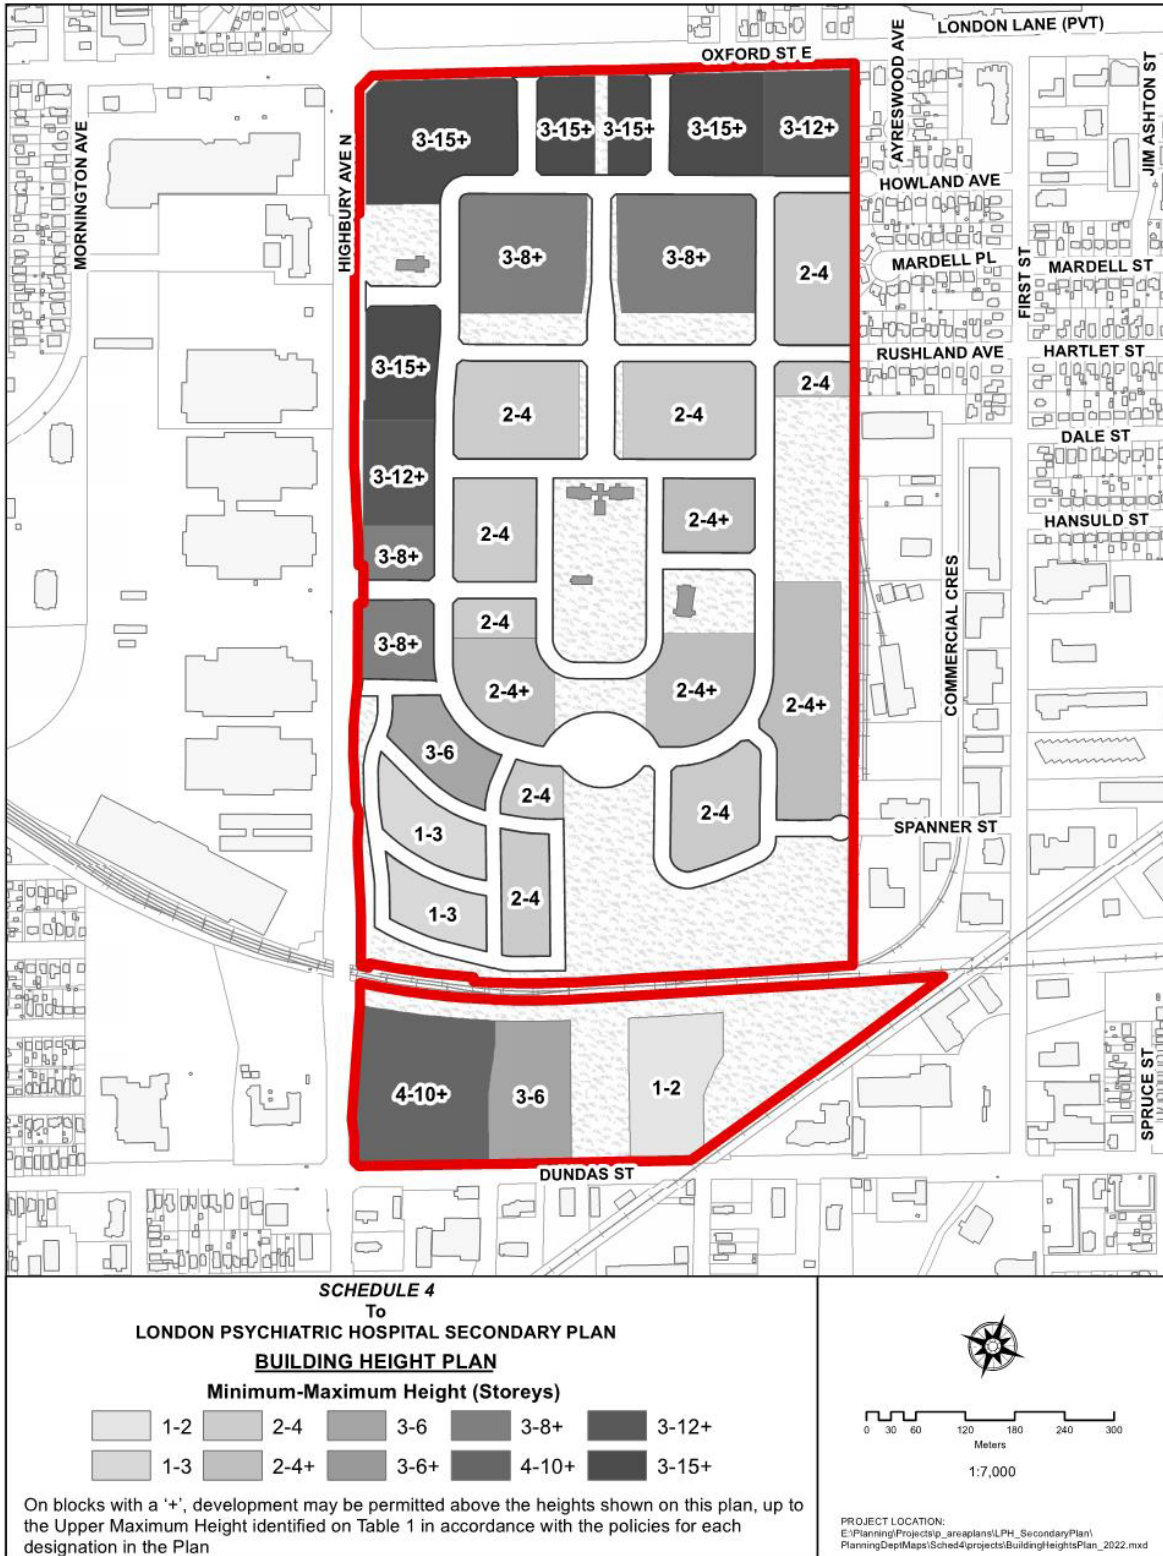 LONDON LANE (PVT)
OXFORD ST E
AYRESWOOD AVE
JIM ASHTON ST
MORNINGTON AVE
HIGHBURY AVE N
3-15+
3-15+
3-15+
3-15+
3-12+
HOWLAND AVE
3-8+
3-8+
2-4
MARDELL PL
FIRST ST
MARDELL ST
3-15+
RUSHLAND AVE
HARTLET ST
2-4
2-4
2-4
DALE ST
3-12+
2-4
2-4+
HANSULD ST
3-8+
COMMERCIAL CRES
2-4
3-8+
2-4+
2-4+
2-4+
3-6
2-4
2-4
1-3
SPANNER ST
2-4
1-3
4-10+
3-6
1-2
SPRUCE ST
DUNDAS ST
SCHEDULE 4
To
LONDON PSYCHIATRIC HOSPITAL SECONDARY PLAN
BUILDING HEIGHT PLAN
Minimum-Maximum Height (Storeys)
1-2 2-4 3-6 3-8+ 3-12+
1-3 2-4+ 3-6+ 4-10+ 3-15+
On blocks with a ‘+’, development may be permitted above the heights shown on this plan, up to
the Upper Maximum Height identified on Table 1 in accordance with the policies for each
designation in the Plan
0 30 60 120 180 240 300
Meters
1:7,000
PROJECT LOCATION:
E:\Planning\Projects\p_areaplans\LPH_SecondaryPlan\
PlanningDeptMaps\Sched4\projects\BuildingHeightsPlan_2022.mxd